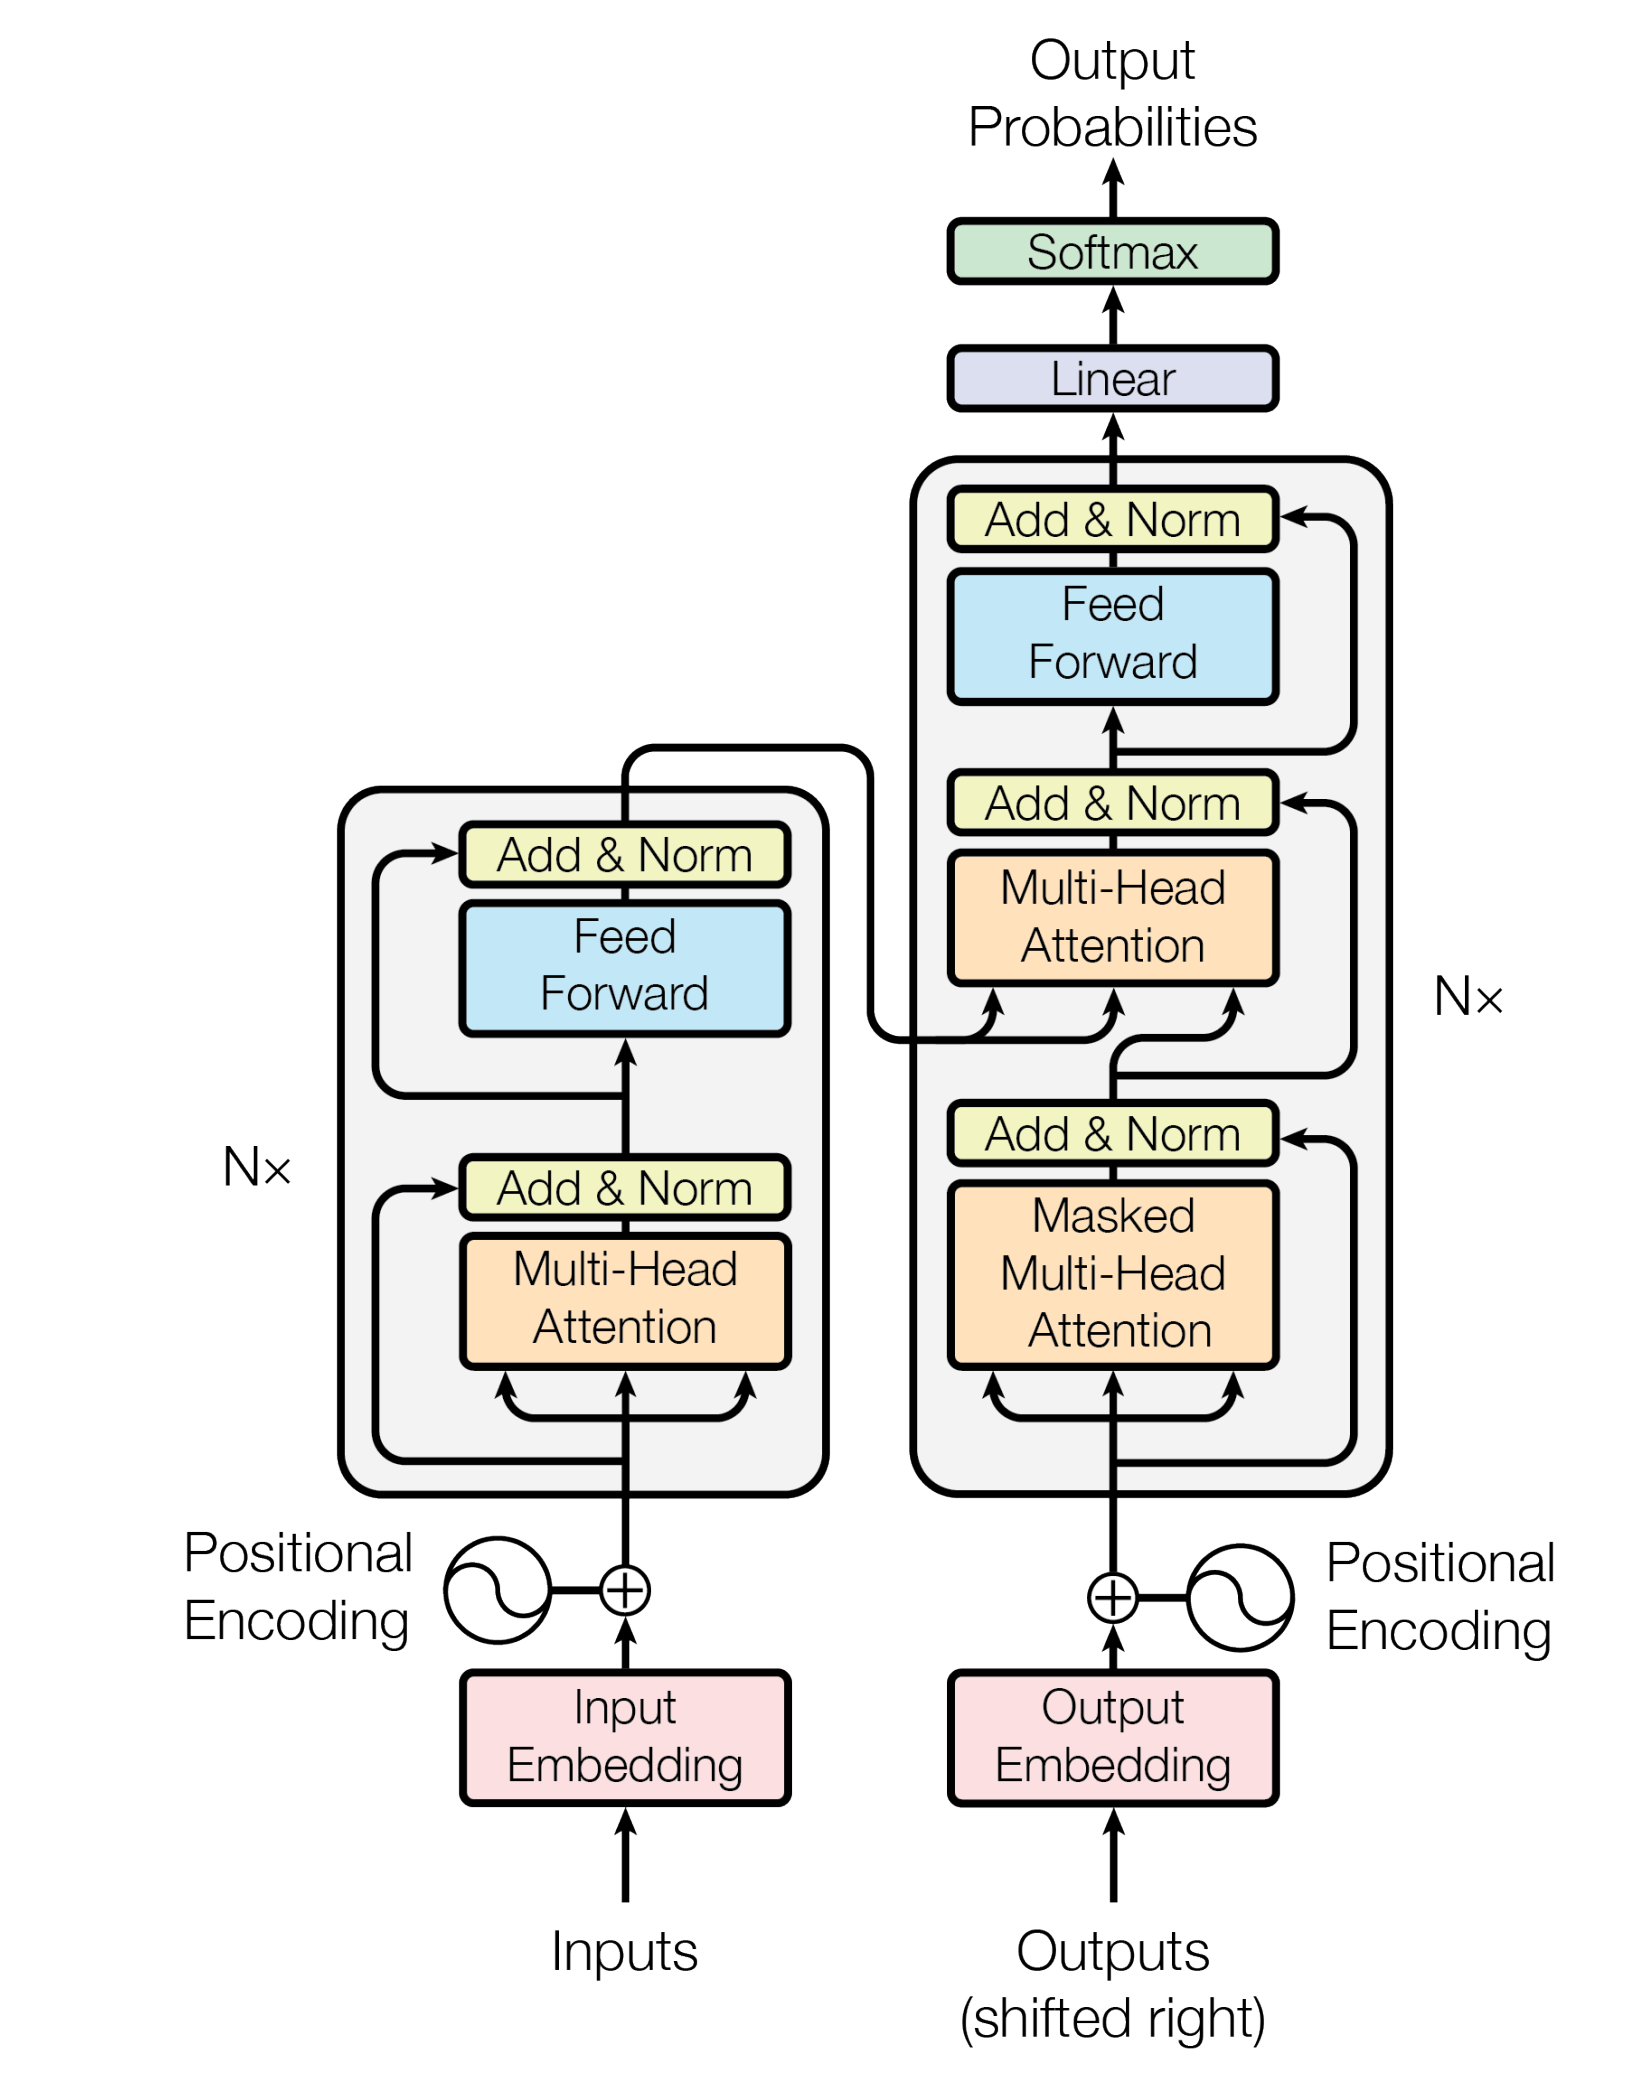 Output
Probabilities
Softmax
Linear
Add & Norm
Feed
Forward
Add & Norm
Multi-Head
Attention
Add & Norm
Masked
Multi-Head
Attention
N×
Add & Norm
Feed
Forward
Add & Norm
Multi-Head
Attention
N×
Positional
Encoding
Input
Embedding
Inputs
Positional
Encoding
Output
Embedding
Outputs
(shifted right)